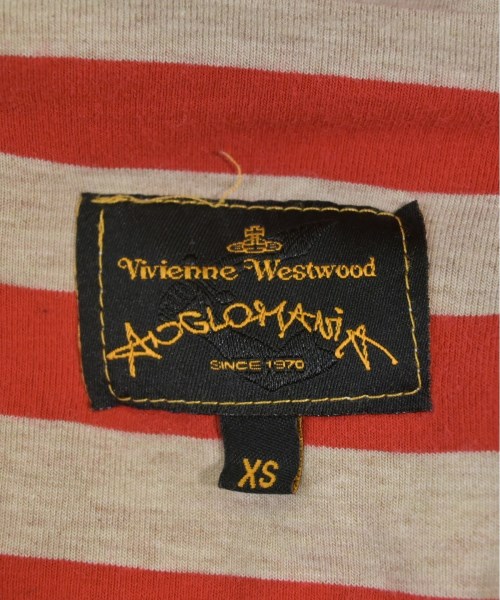 Vivienne Westwood
ANGLOMANiA
SINCE 1970
XS